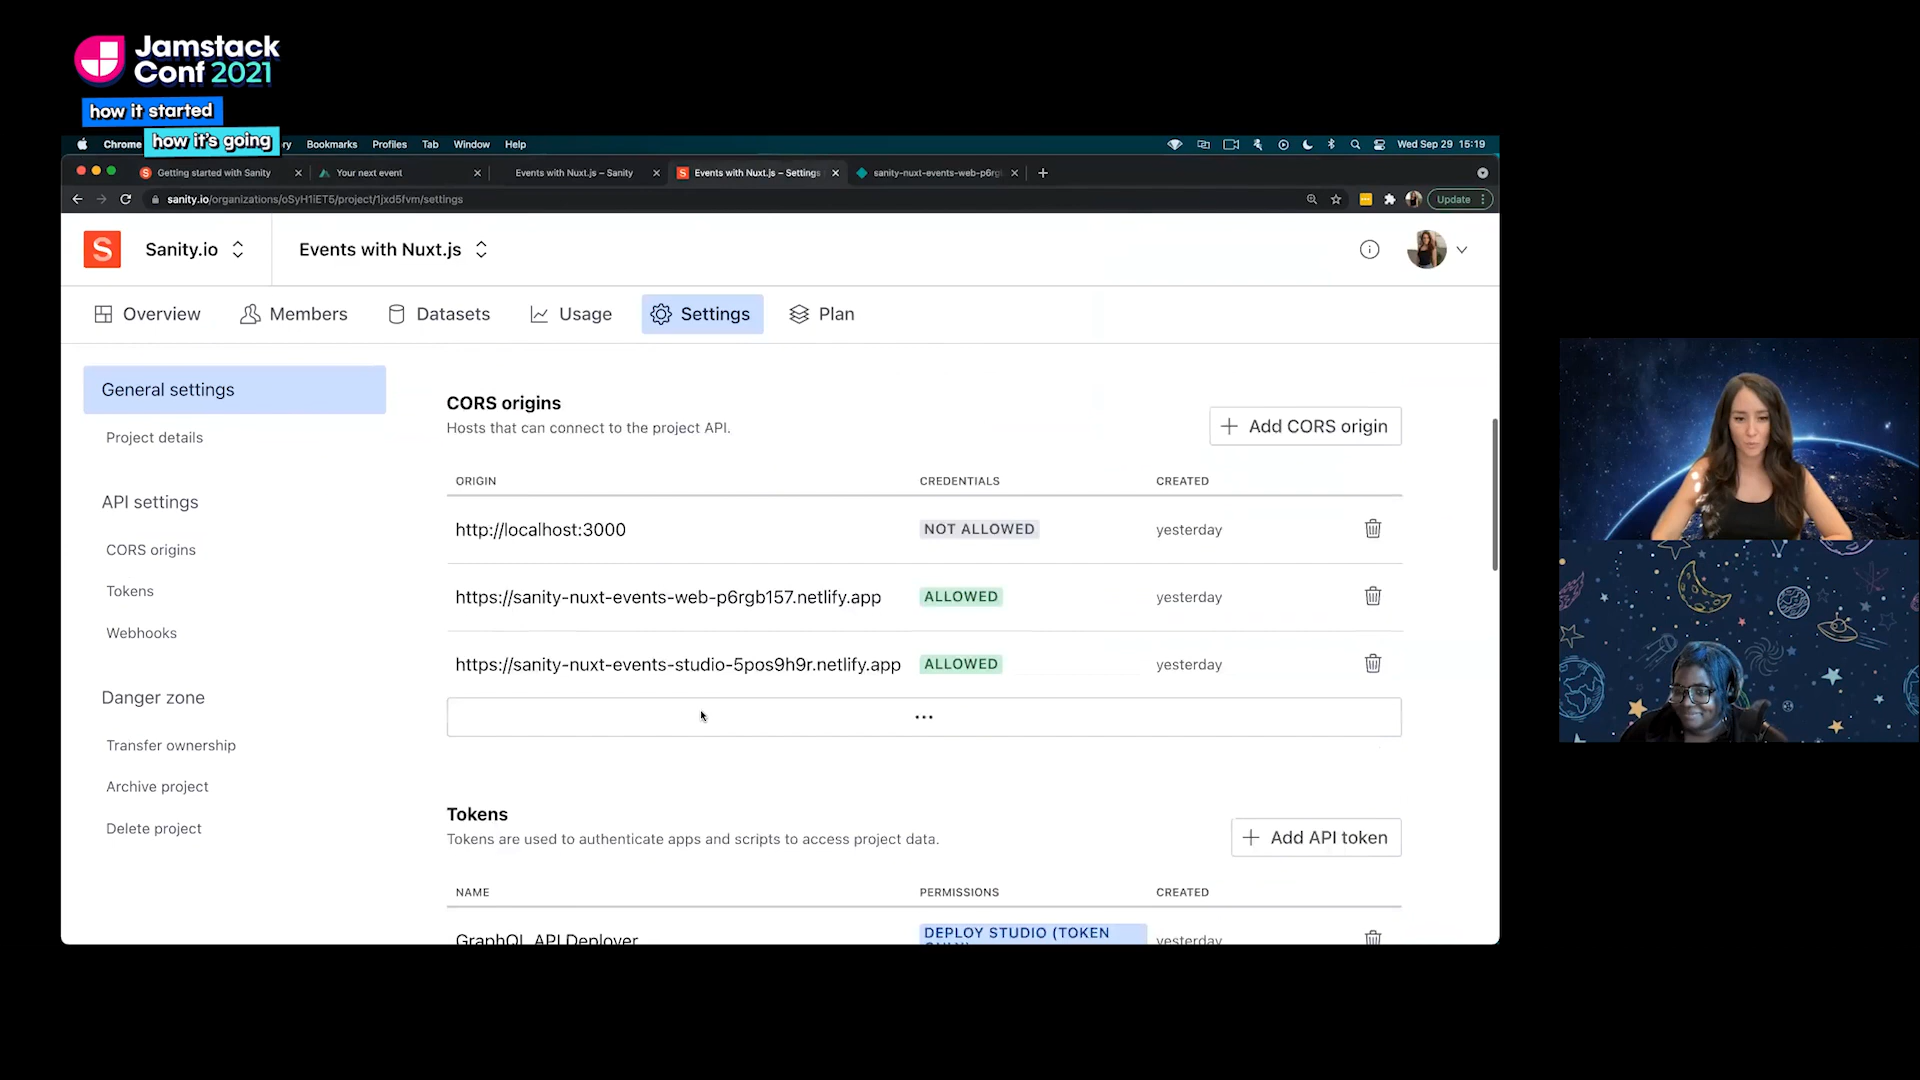 Jamstack
Conf 2021
how it started
how it's going
Chrome
Bookmarks Profiles Tab Window Help
Wed Sep 29 15:19
Getting started with Sanity
Your next event
Events with Nuxt.js – Sanity
Events with Nuxt.js – Settings
sanity-nuxt-events-web-p6rg
sanity.io/organizations/oSyH1iET5/project/1jxd5fvm/settings
Update
S
Sanity.io
Events with Nuxt.js
Overview
Members
Datasets
Usage
Settings
Plan
General settings
Project details
API settings
CORS origins
Tokens
Webhooks
Danger zone
Transfer ownership
Archive project
Delete project
CORS origins
Hosts that can connect to the project API.
+ Add CORS origin
ORIGIN CREDENTIALS CREATED
http://localhost:3000 NOT ALLOWED yesterday
https://sanity-nuxt-events-web-p6rgb157.netlify.app ALLOWED yesterday
https://sanity-nuxt-events-studio-5pos9h9r.netlify.app ALLOWED yesterday
...
Tokens
Tokens are used to authenticate apps and scripts to access project data.
+ Add API token
NAME PERMISSIONS CREATED
GraphQL API Deployer DEPLOY STUDIO (TOKEN yesterday